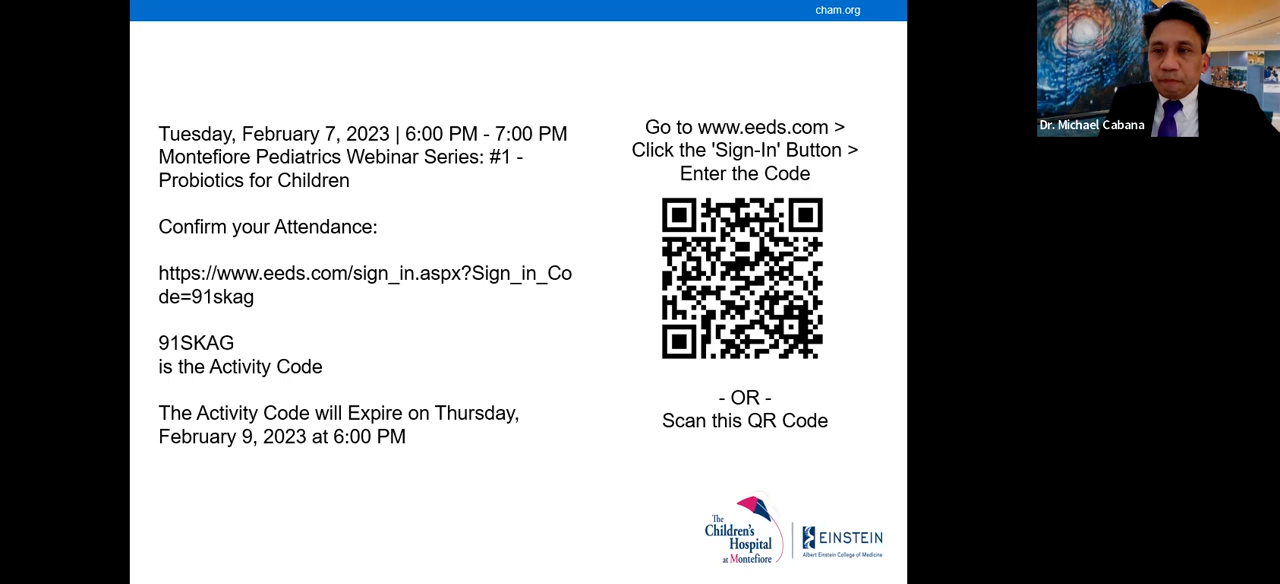 cham.org
Tuesday, February 7, 2023 | 6:00 PM - 7:00 PM
Montefiore Pediatrics Webinar Series: #1 -
Probiotics for Children
Confirm your Attendance:
https://www.eeds.com/sign_in.aspx?Sign_in_Co
de=91skag
91SKAG
is the Activity Code
The Activity Code will Expire on Thursday,
February 9, 2023 at 6:00 PM
Go to www.eeds.com >
Click the 'Sign-In' Button >
Enter the Code
- OR -
Scan this QR Code
The
Children's
Hospital
at Montefiore
EINSTEIN
Albert Einstein College of Medicine
Dr. Michael Cabana